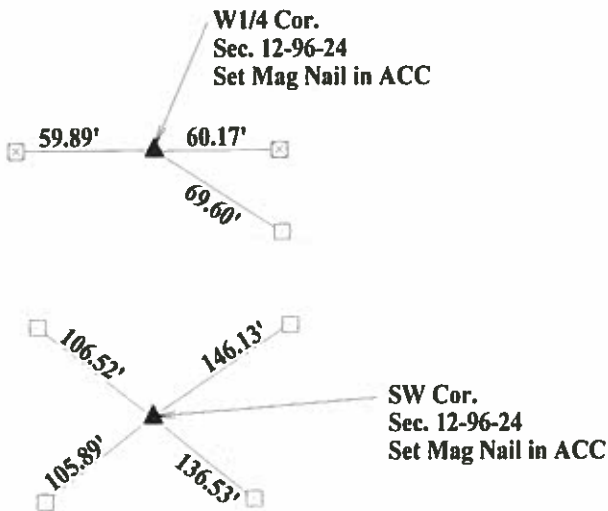 W1/4 Cor.
Sec. 12-96-24
Set Mag Nail in ACC
59.89'
60.17'
69.60'
106.52'
146.13'
SW Cor.
Sec. 12-96-24
Set Mag Nail in ACC
105.89'
136.53'